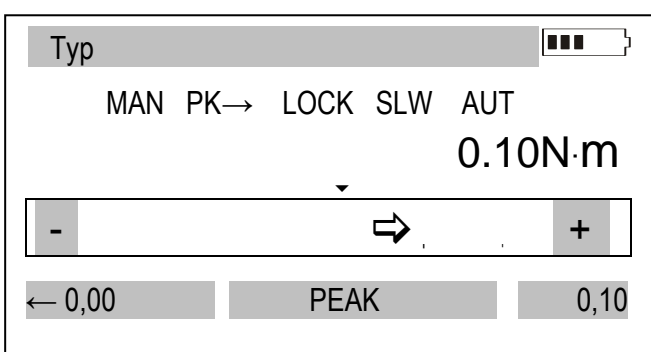 Typ
MAN PK→ LOCK SLW AUT
0.10N·m
- +
← 0,00 PEAK 0,10